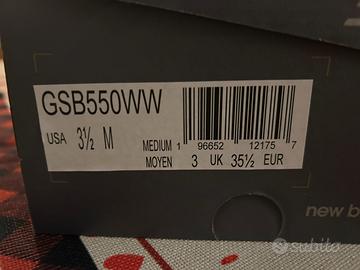 GSB550WW
USA 3½ M
MEDIUM 1 96652 12175 7
MOYEN 3 UK 35½ EUR
new b
subito